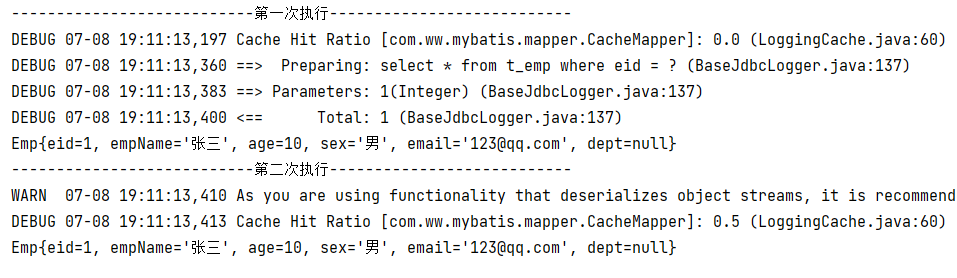 ---------------------------第一次执行---------------------------
DEBUG 07-08 19:11:13,197 Cache Hit Ratio [com.ww.mybatis.mapper.CacheMapper]: 0.0 (LoggingCache.java:60)
DEBUG 07-08 19:11:13,360 ==>  Preparing: select * from t_emp where eid = ? (BaseJdbcLogger.java:137)
DEBUG 07-08 19:11:13,383 ==> Parameters: 1(Integer) (BaseJdbcLogger.java:137)
DEBUG 07-08 19:11:13,400 <==      Total: 1 (BaseJdbcLogger.java:137)
Emp{eid=1, empName='张三', age=10, sex='男', email='123@qq.com', dept=null}
---------------------------第二次执行---------------------------
WARN  07-08 19:11:13,410 As you are using functionality that deserializes object streams, it is recommend
DEBUG 07-08 19:11:13,413 Cache Hit Ratio [com.ww.mybatis.mapper.CacheMapper]: 0.5 (LoggingCache.java:60)
Emp{eid=1, empName='张三', age=10, sex='男', email='123@qq.com', dept=null}